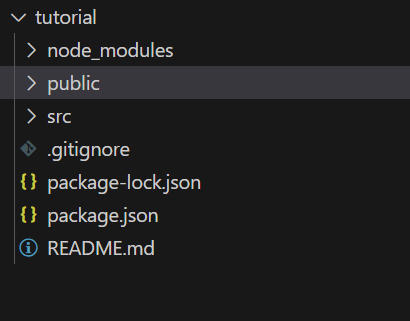 tutorial
node_modules
public
src
.gitignore
{} package-lock.json
{} package.json
README.md